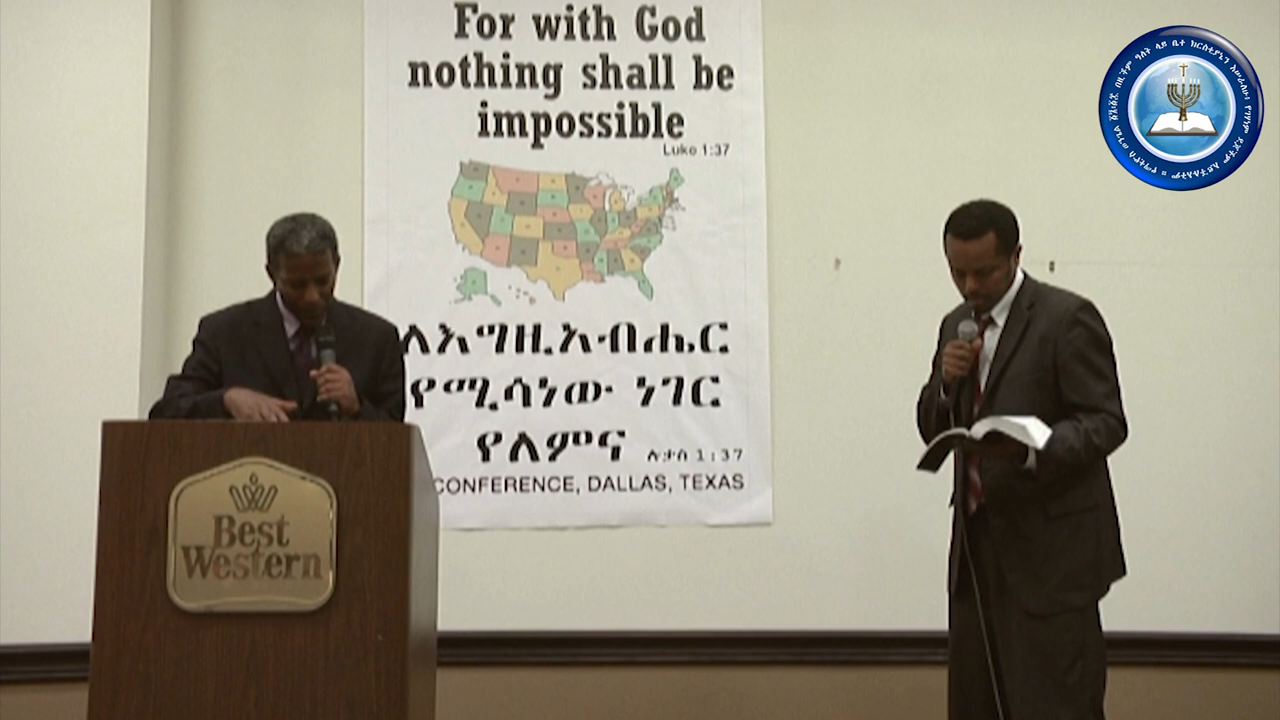 For with God
nothing shall be
impossible
Luke 1:37
ለእግዚአብሔር
የሚሳነው ነገር
የለምና ሉቃስ 1:37
CONFERENCE, DALLAS, TEXAS
Best
Western